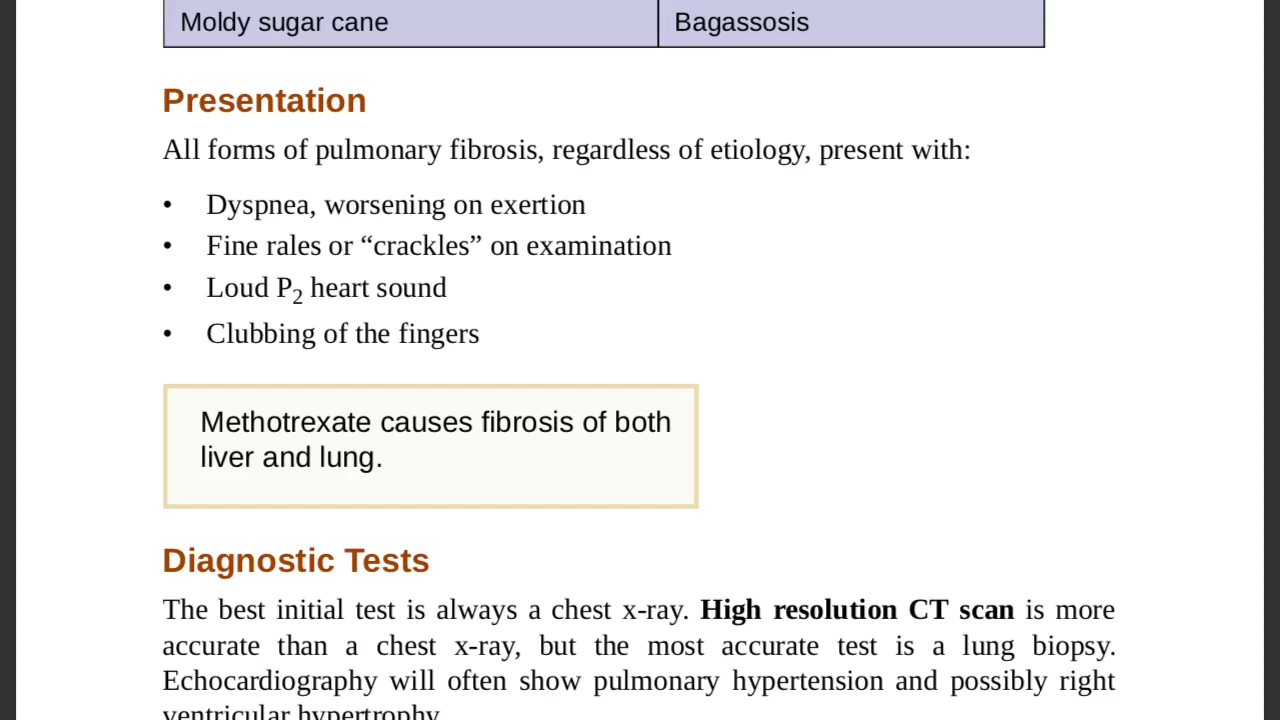 Moldy sugar cane Bagassosis
Presentation
All forms of pulmonary fibrosis, regardless of etiology, present with:
• Dyspnea, worsening on exertion
• Fine rales or “crackles” on examination
• Loud P2 heart sound
• Clubbing of the fingers
Methotrexate causes fibrosis of both
liver and lung.
Diagnostic Tests
The best initial test is always a chest x-ray. High resolution CT scan is more
accurate than a chest x-ray, but the most accurate test is a lung biopsy.
Echocardiography will often show pulmonary hypertension and possibly right
ventricular hypertrophy.